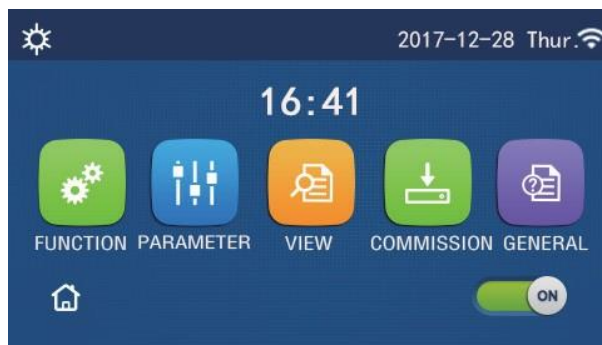 2017-12-28 Thur.
16:41
FUNCTION PARAMETER VIEW COMMISSION GENERAL
ON